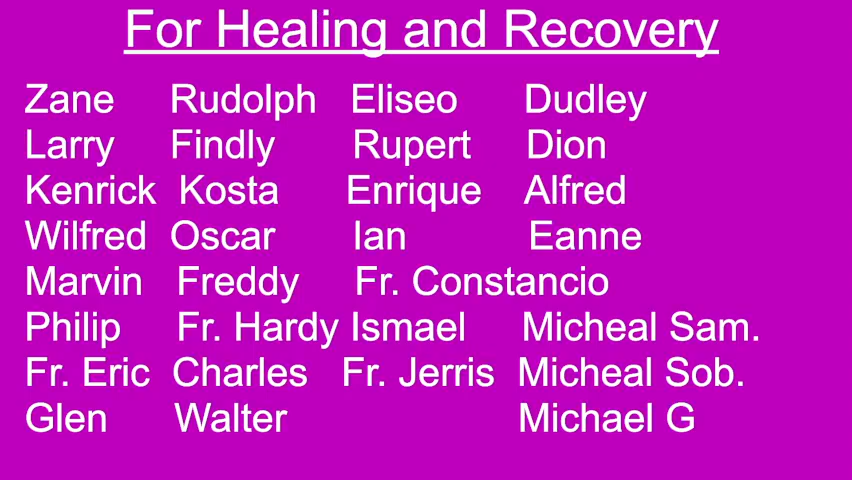 For Healing and Recovery
Zane Rudolph Eliseo Dudley
Larry Findly Rupert Dion
Kenrick Kosta Enrique Alfred
Wilfred Oscar Ian Eanne
Marvin Freddy Fr. Constancio
Philip Fr. Hardy Ismael Micheal Sam.
Fr. Eric Charles Fr. Jerris Micheal Sob.
Glen Walter Michael G